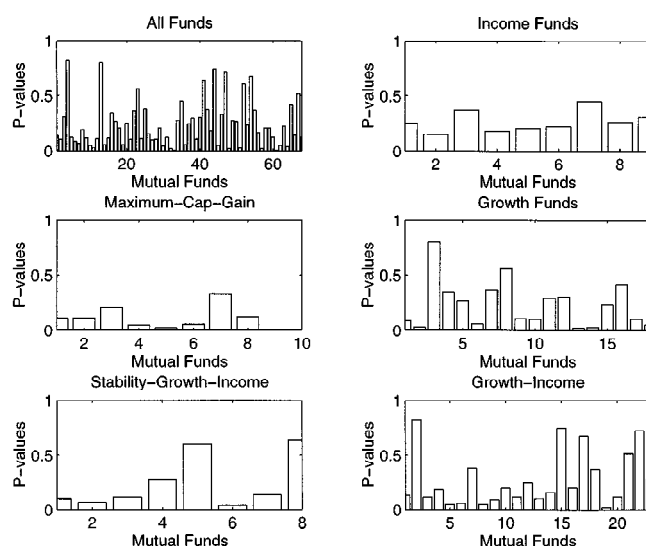 All Funds
1
P-values
0.5
0
20 40 60
Mutual Funds
Income Funds
1
P-values
0.5
0
2 4 6 8
Mutual Funds
Maximum-Cap-Gain
1
P-values
0.5
0
2 4 6 8 10
Mutual Funds
Growth Funds
1
P-values
0.5
0
5 10 15
Mutual Funds
Stability-Growth-Income
1
P-values
0.5
0
2 4 6 8
Mutual Funds
Growth-Income
1
P-values
0.5
0
5 10 15 20
Mutual Funds